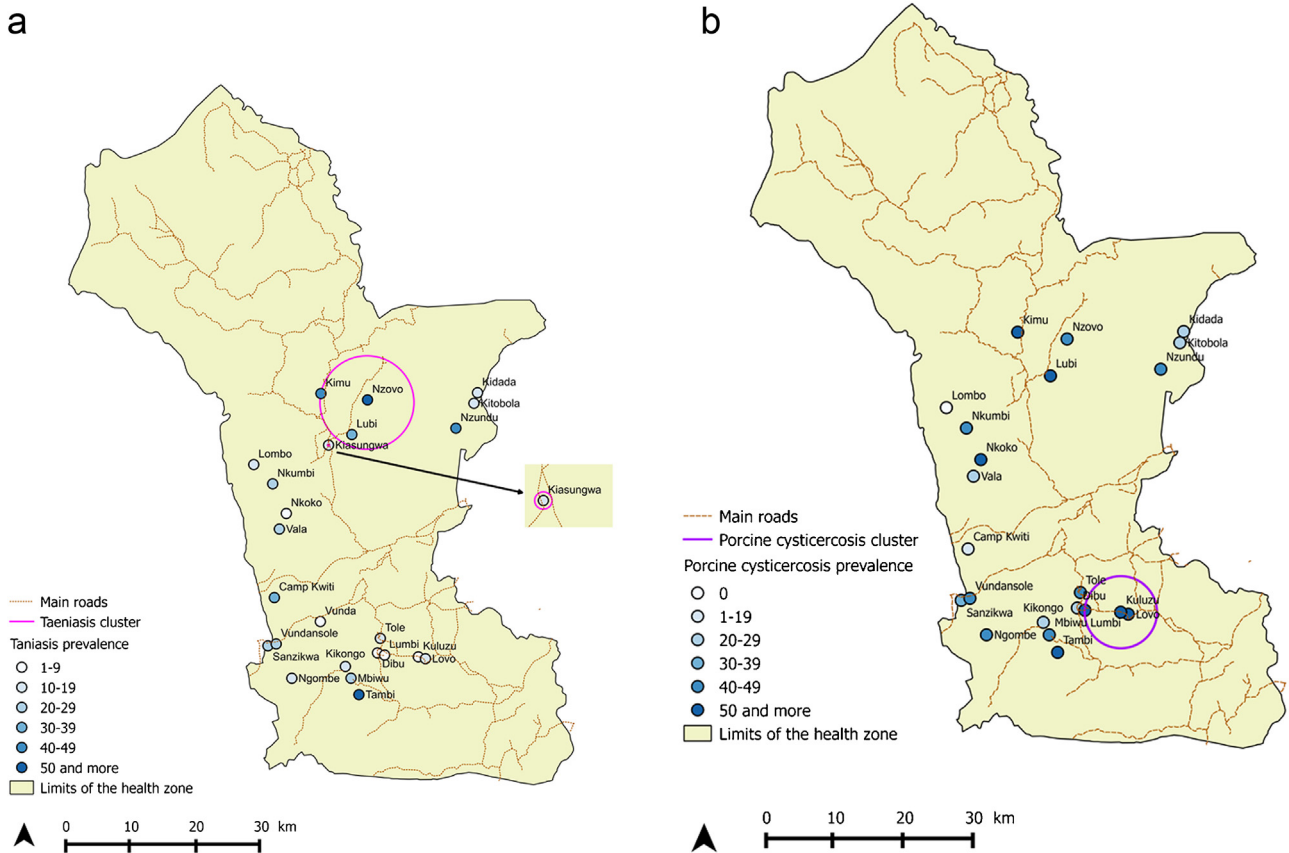 a
Kimu
Nzovo
Kidada
Kitobola
Nzundu
Lubi
Kiasungwa
Kiasungwa
Lombo
Nkumbi
Nkoko
Vala
Camp Kwiti
Vunda
Vundansole
Tole
Sanzikwa
Kikongo
Lumbi
Kuluzu
Dibu
Lovo
Ngombe
Mbiwu
Tambi
Main roads
Taeniasis cluster
Taniasis prevalence
1-9
10-19
20-29
30-39
40-49
50 and more
Limits of the health zone
0 10 20 30 km
b
Kimu
Nzovo
Kidada
Kitobola
Nzundu
Lubi
Lombo
Nkumbi
Nkoko
Vala
Camp Kwiti
Vundansole
Tole
Dibu
Sanzikwa
Kikongo
Kuluzu
Lovo
Mbiwu Lumbi
Ngombe
Tambi
Main roads
Porcine cysticercosis cluster
Porcine cysticercosis prevalence
0
1-19
20-29
30-39
40-49
50 and more
Limits of the health zone
0 10 20 30 km